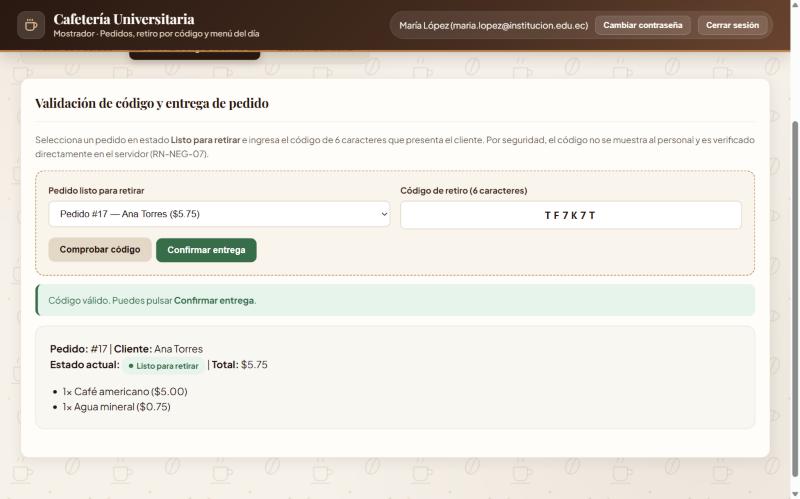 Cafetería Universitaria
Mostrador · Pedidos, retiro por código y menú del día
María López (maria.lopez@institucion.edu.ec)
Cambiar contraseña
Cerrar sesión
Validación de código y entrega de pedido
Selecciona un pedido en estado Listo para retirar e ingresa el código de 6 caracteres que presenta el cliente. Por seguridad, el código no se muestra al personal y es verificado
directamente en el servidor (RN-NEG-07).
Pedido listo para retirar
Código de retiro (6 caracteres)
Pedido #17 — Ana Torres ($5.75)
TF7K7T
Comprobar código
Confirmar entrega
Código válido. Puedes pulsar Confirmar entrega.
Pedido: #17 | Cliente: Ana Torres
Estado actual: Listo para retirar | Total: $5.75
1× Café americano ($5.00)
1× Agua mineral ($0.75)